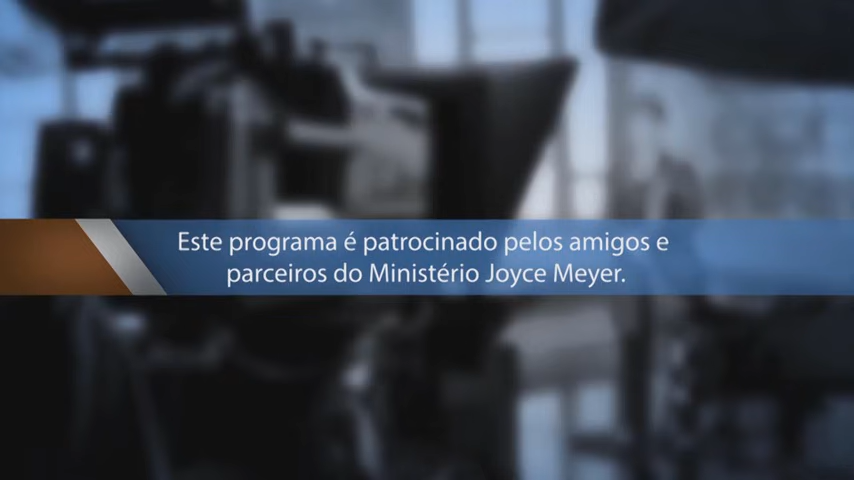 Este programa é patrocinado pelos amigos e
parceiros do Ministério Joyce Meyer.